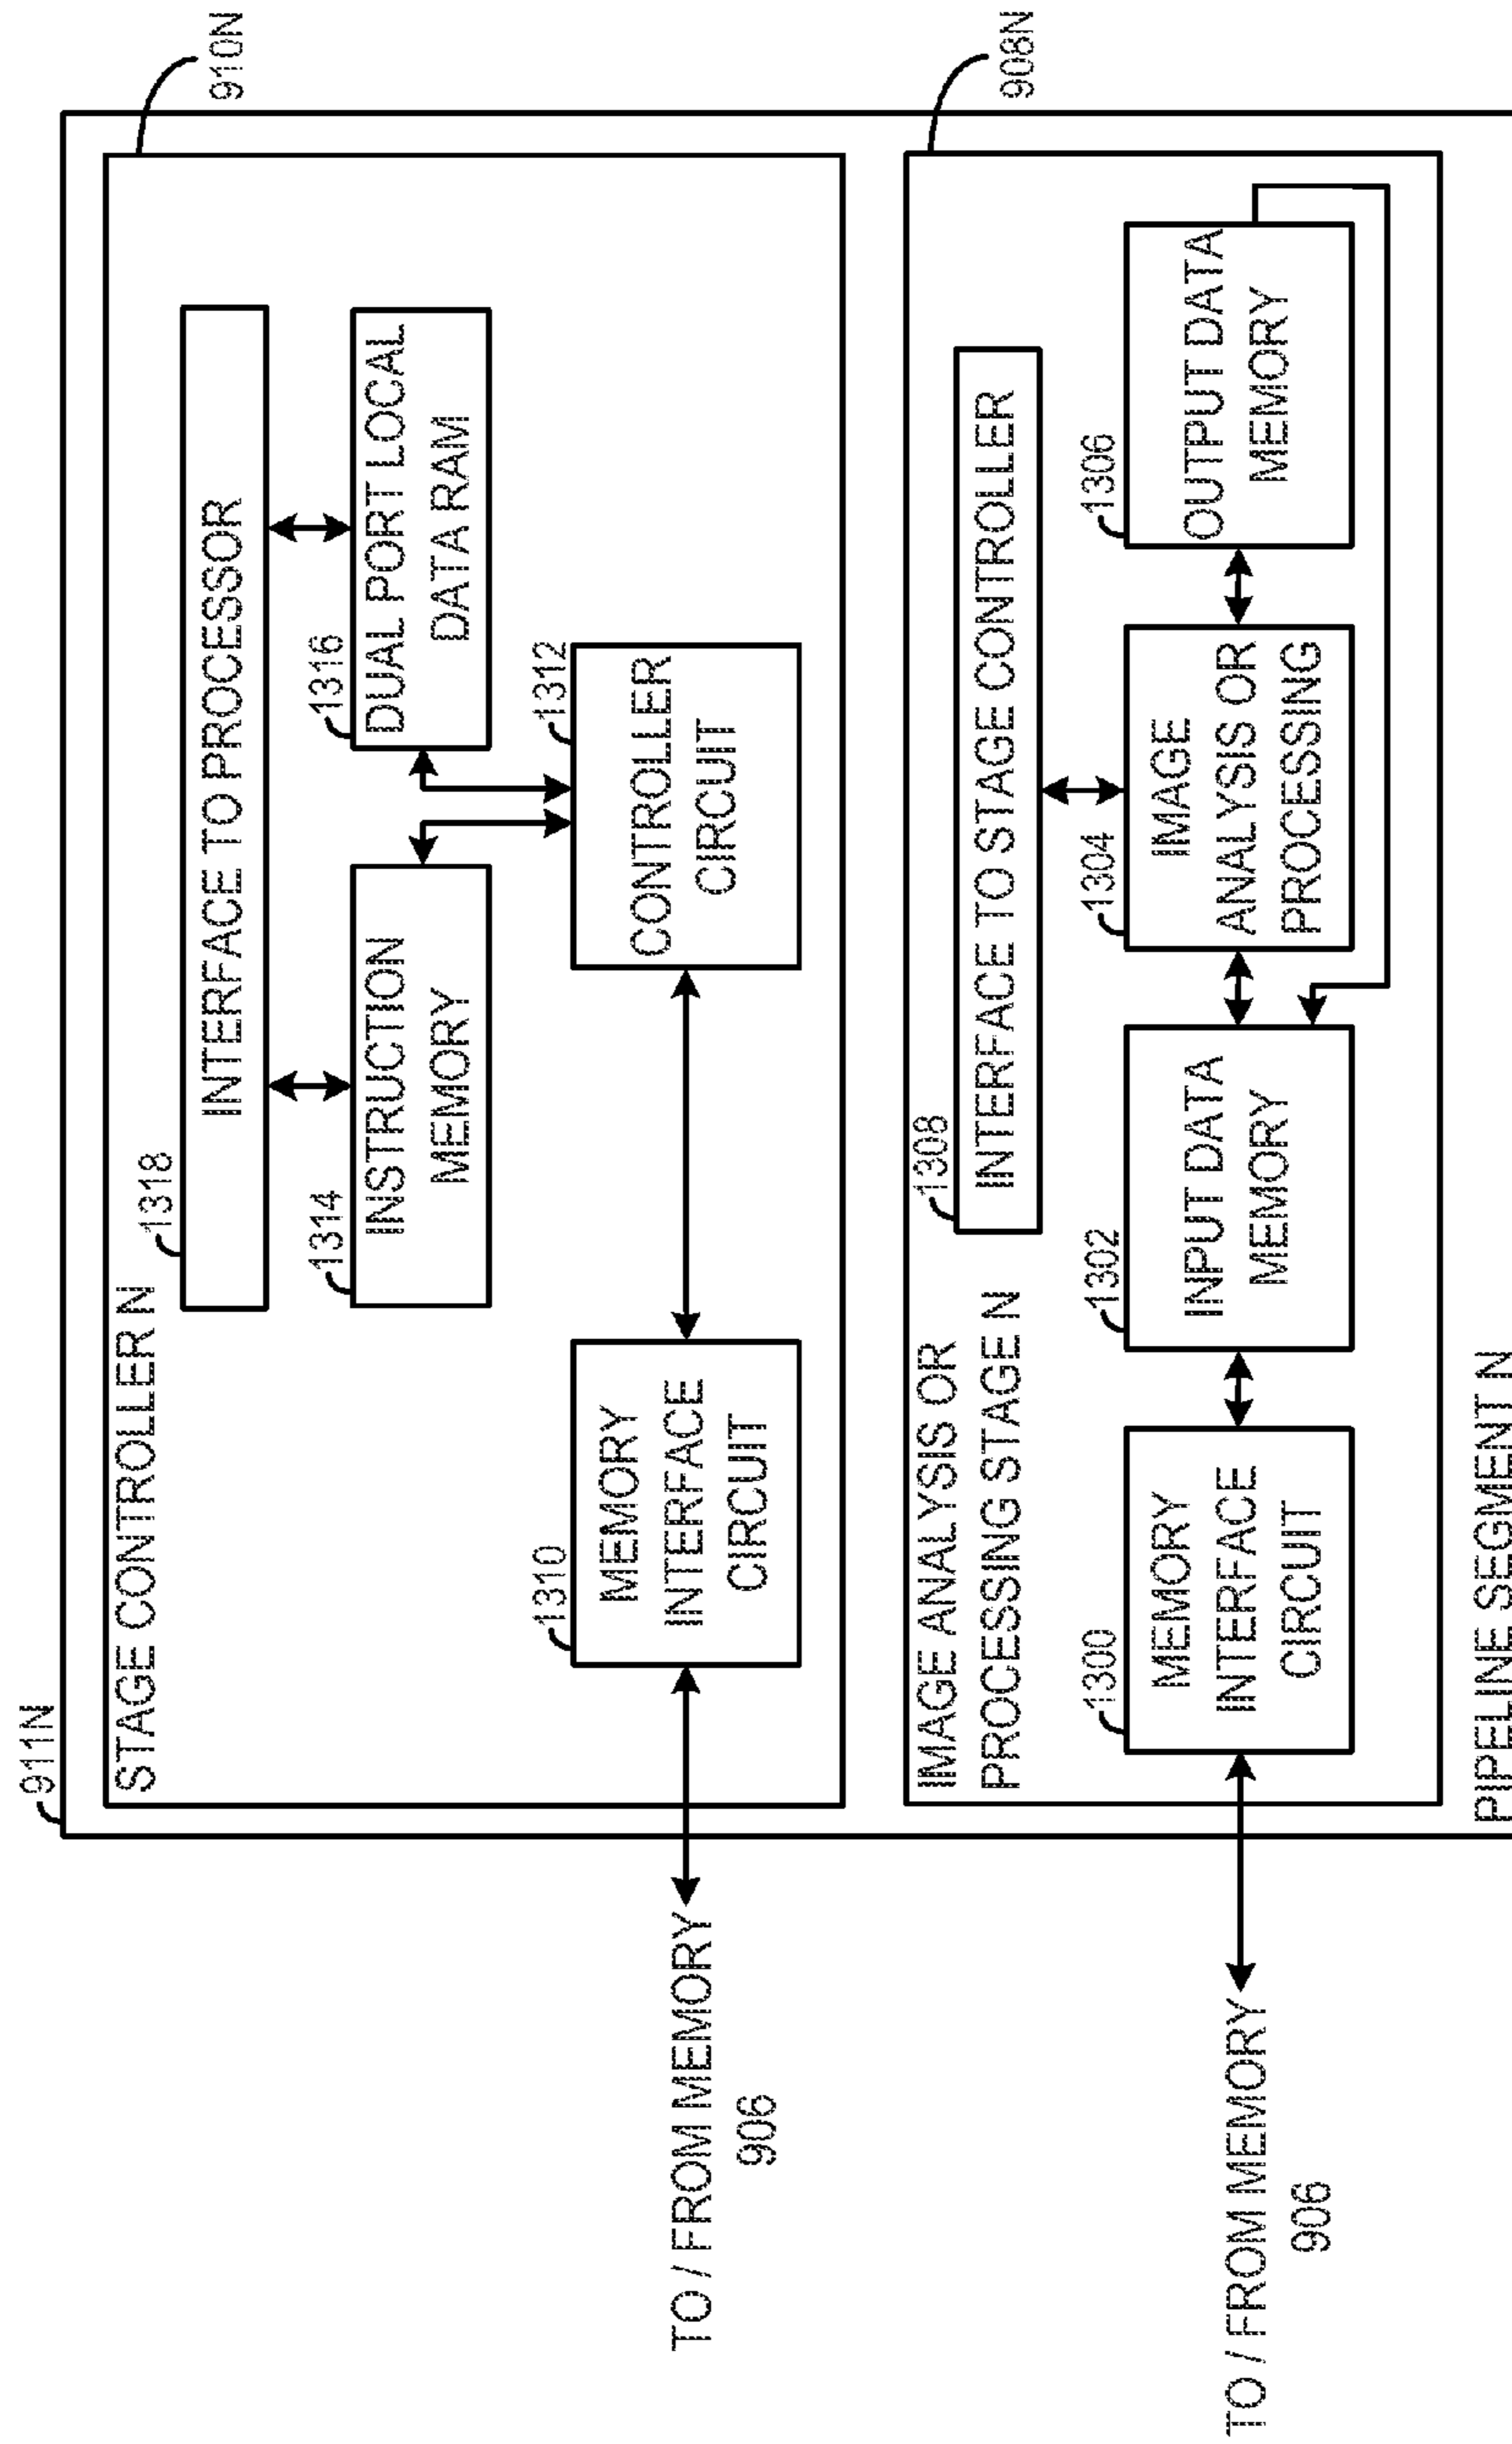 911N
910N
STAGE CONTROLLER N
1318
INTERFACE TO PROCESSOR
1314
INSTRUCTION
MEMORY
1316
DUAL PORT LOCAL
DATA RAM
1310
MEMORY
INTERFACE
CIRCUIT
1312
CONTROLLER
CIRCUIT
TO / FROM MEMORY
906
908N
IMAGE ANALYSIS OR
PROCESSING STAGE N
1308
INTERFACE TO STAGE CONTROLLER
1300
MEMORY
INTERFACE
CIRCUIT
1302
INPUT DATA
MEMORY
1304
IMAGE
ANALYSIS OR
PROCESSING
1306
OUTPUT DATA
MEMORY
TO / FROM MEMORY
906
PIPELINE SEGMENT N